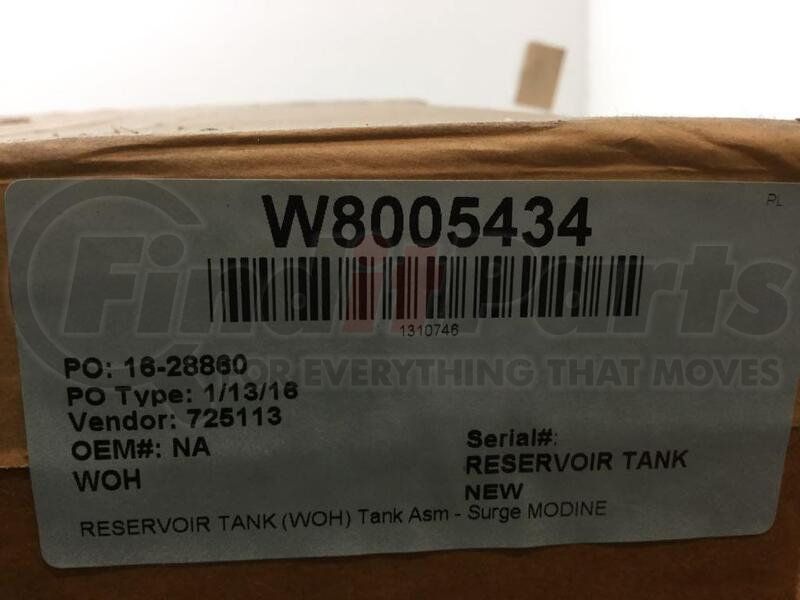 W8005434
PL
1310746
FinditParts
FOR EVERYTHING THAT MOVES
PO: 16-28860
PO Type: 1/13/16
Vendor: 725113
OEM#: NA
WOH
Serial#:
RESERVOIR TANK
NEW
RESERVOIR TANK (WOH) Tank Asm - Surge MODINE